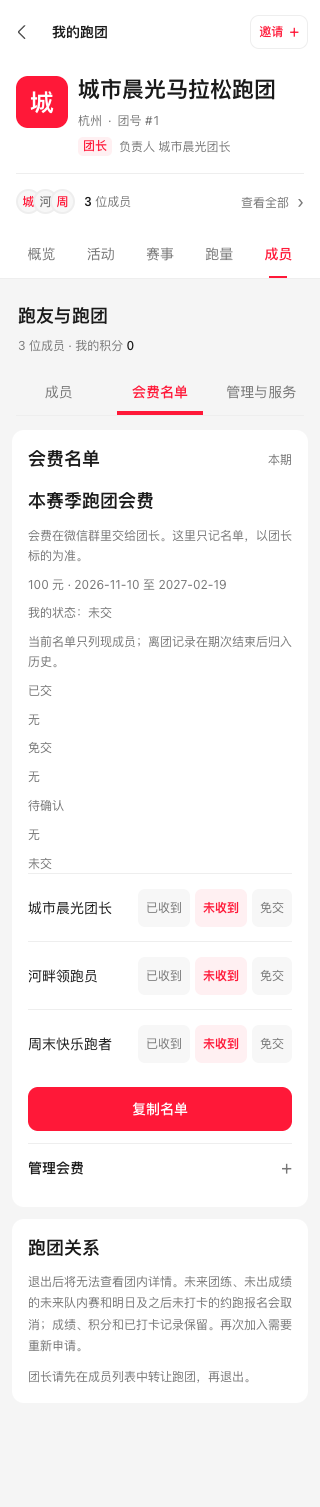 我的跑团
邀请 +
城
城市晨光马拉松跑团
杭州 · 团号 #1
团长 负责人 城市晨光团长
城 河 周 3 位成员 查看全部
概览 活动 赛事 跑量 成员
跑友与跑团
3 位成员 · 我的积分 0
成员 会费名单 管理与服务
会费名单 本期
本赛季跑团会费
会费在微信群里交给团长。这里只记名单，以团长
标的为准。
100 元 · 2026-11-10 至 2027-02-19
我的状态：未交
当前名单只列现成员；离团记录在期次结束后归入
历史。
已交
无
免交
无
待确认
无
未交
城市晨光团长 已收到 未收到 免交
河畔领跑员 已收到 未收到 免交
周末快乐跑者 已收到 未收到 免交
复制名单
管理会费 +
跑团关系
退出后将无法查看团内详情。未来团练、未出成绩
的未来队内赛和明日及之后未打卡的约跑报名会取
消；成绩、积分和已打卡记录保留。再次加入需要
重新申请。
团长请先在成员列表中转让跑团，再退出。